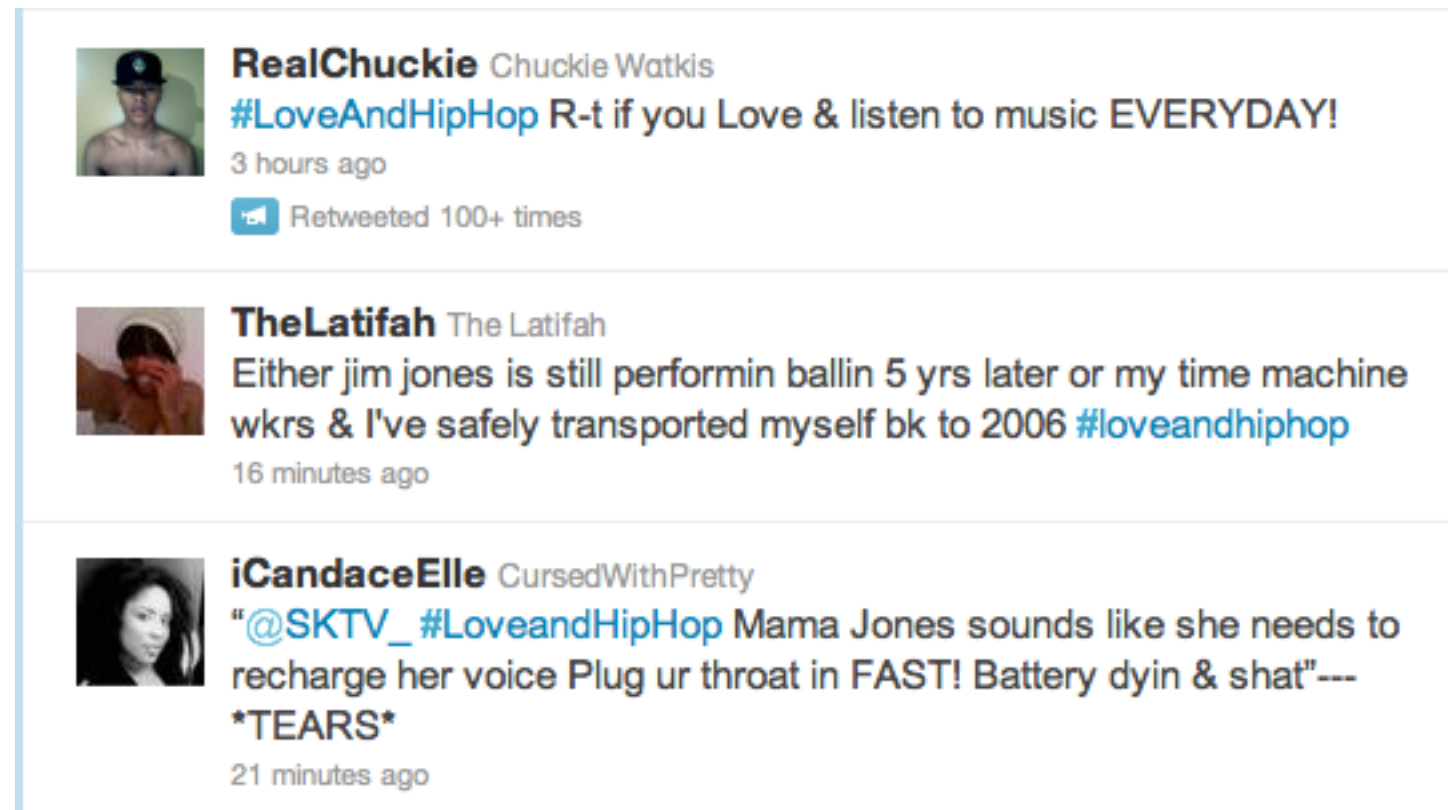 RealChuckie Chuckie Watkis
#LoveAndHipHop R-t if you Love & listen to music EVERYDAY!
3 hours ago
Retweeted 100+ times
TheLatifah The Latifah
Either jim jones is still performin ballin 5 yrs later or my time machine
wkrs & I've safely transported myself bk to 2006 #loveandhiphop
16 minutes ago
iCandaceElle CursedWithPretty
“@SKTV_ #LoveandHipHop Mama Jones sounds like she needs to
recharge her voice Plug ur throat in FAST! Battery dyin & shat”---
*TEARS*
21 minutes ago